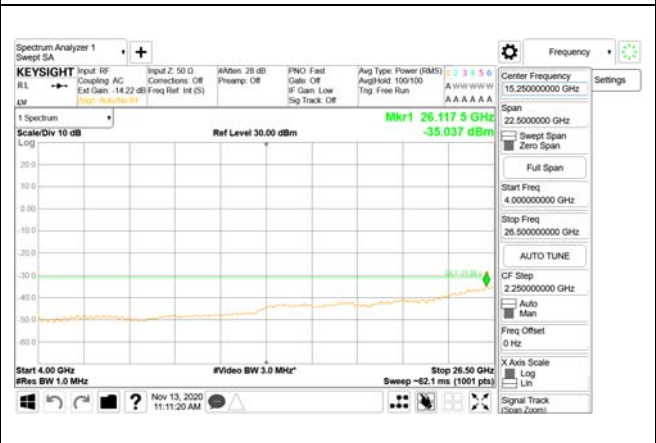 Spectrum Analyzer 1
Swept SA
+
Frequency
KEYSIGHT
RL
Input: RF
Coupling: AC
Ext Gain: -14.22 dB
Align: Auto/No RF
Input Z: 50 Ω
Corrections: Off
Freq Ref: Int (S)
#Atten: 28 dB
Preamp: Off
PNO: Fast
Gate: Off
IF Gain: Low
Sig Track: Off
Avg Type: Power (RMS)
Avg|Hold: 100/100
Trig: Free Run
1 2 3 4 5 6
A W W W W W
A A A A A A
1 Spectrum
Scale/Div 10 dB
Ref Level 30.00 dBm
Mkr1 26.117 5 GHz
-35.037 dBm
Log
20.0
10.0
0.00
-10.0
-20.0
-30.0
-40.0
-50.0
-60.0
Start 4.00 GHz
#Res BW 1.0 MHz
#Video BW 3.0 MHz*
Stop 26.50 GHz
Sweep ~62.1 ms (1001 pts)
Nov 13, 2020
11:11:20 AM
?
Center Frequency
15.250000000 GHz
Settings
Span
22.5000000 GHz
Swept Span
Zero Span
Full Span
Start Freq
4.000000000 GHz
Stop Freq
26.500000000 GHz
AUTO TUNE
CF Step
2.250000000 GHz
Auto
Man
Freq Offset
0 Hz
X Axis Scale
Log
Lin
Signal Track
(Span Zoom)